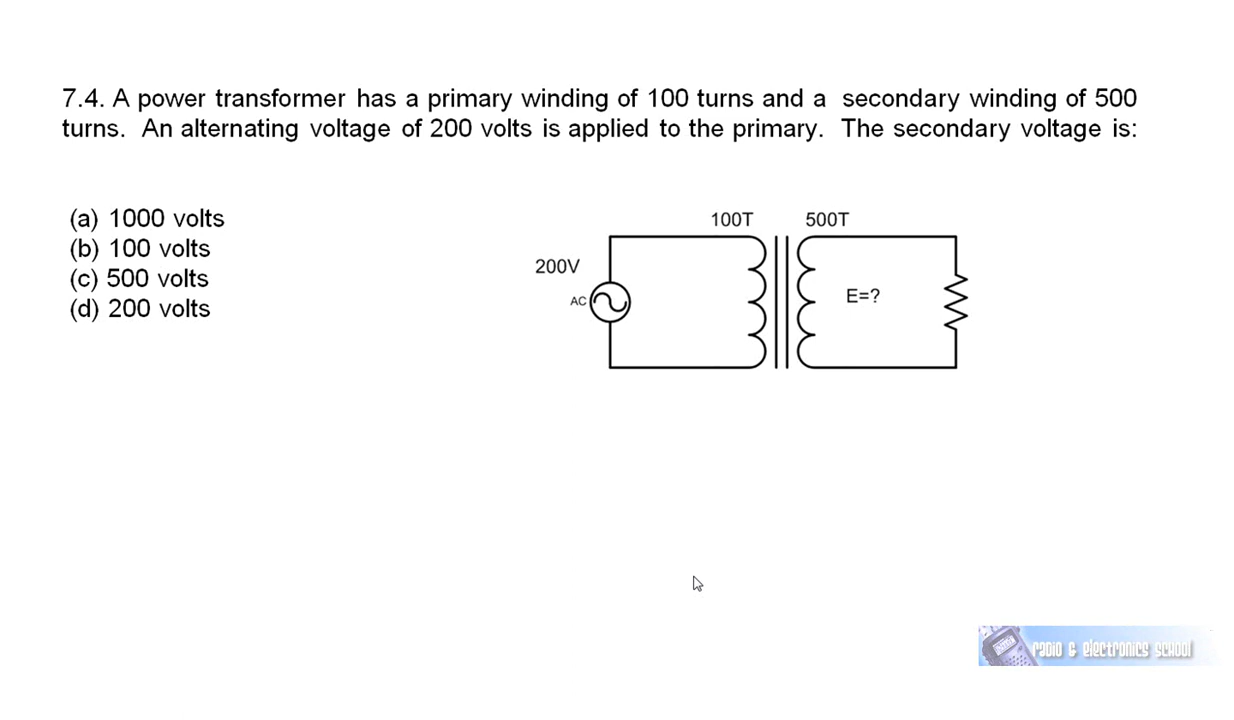 7.4. A power transformer has a primary winding of 100 turns and a secondary winding of 500
turns. An alternating voltage of 200 volts is applied to the primary. The secondary voltage is:
(a) 1000 volts
(b) 100 volts
(c) 500 volts
(d) 200 volts
100T
500T
200V
AC
E=?
radio & electronics school